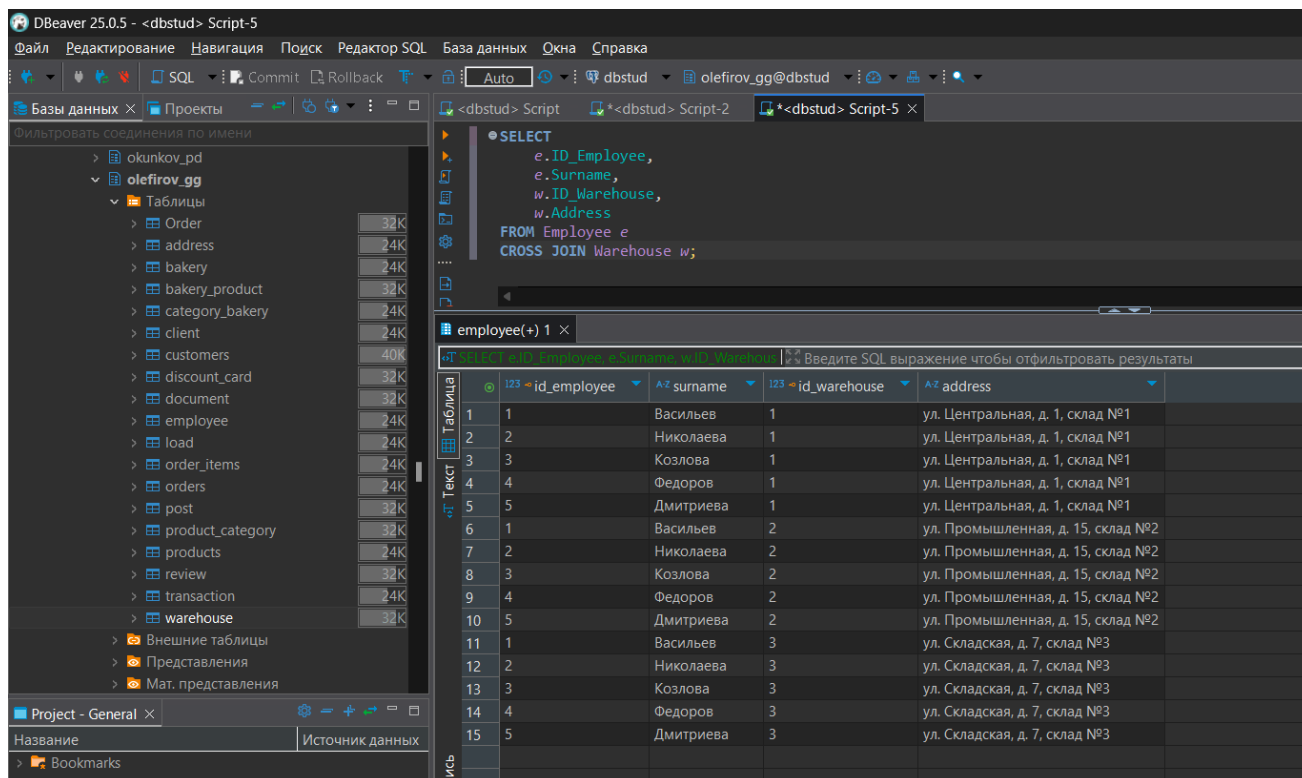 DBeaver 25.0.5 - <dbstud> Script-5
Файл Редактирование Навигация Поиск Редактор SQL База данных Окна Справка
SQL Commit Rollback Auto dbstud olefirov_gg@dbstud
Базы данных Проекты
Фильтровать соединения по имени
okunkov_pd
olefirov_gg
Таблицы
Order 32K
address 24K
bakery 24K
bakery_product 32K
category_bakery 24K
client 24K
customers 40K
discount_card 32K
document 32K
employee 24K
load 24K
order_items 24K
orders 24K
post 32K
product_category 32K
products 24K
review 32K
transaction 24K
warehouse 32K
Внешние таблицы
Представления
Мат. представления
Project - General
Название Источник данных
Bookmarks
<dbstud> Script *<dbstud> Script-2 *<dbstud> Script-5
SELECT
e.ID_Employee,
e.Surname,
w.ID_Warehouse,
w.Address
FROM Employee e
CROSS JOIN Warehouse w;
employee(+) 1
SELECT e.ID_Employee, e.Surname, w.ID_Warehous Введите SQL выражение чтобы отфильтровать результаты
Таблица
Текст
123 id_employee A-Z surname 123 id_warehouse A-Z address
1 1 Васильев 1 ул. Центральная, д. 1, склад №1
2 2 Николаева 1 ул. Центральная, д. 1, склад №1
3 3 Козлова 1 ул. Центральная, д. 1, склад №1
4 4 Федоров 1 ул. Центральная, д. 1, склад №1
5 5 Дмитриева 1 ул. Центральная, д. 1, склад №1
6 1 Васильев 2 ул. Промышленная, д. 15, склад №2
7 2 Николаева 2 ул. Промышленная, д. 15, склад №2
8 3 Козлова 2 ул. Промышленная, д. 15, склад №2
9 4 Федоров 2 ул. Промышленная, д. 15, склад №2
10 5 Дмитриева 2 ул. Промышленная, д. 15, склад №2
11 1 Васильев 3 ул. Складская, д. 7, склад №3
12 2 Николаева 3 ул. Складская, д. 7, склад №3
13 3 Козлова 3 ул. Складская, д. 7, склад №3
14 4 Федоров 3 ул. Складская, д. 7, склад №3
15 5 Дмитриева 3 ул. Складская, д. 7, склад №3